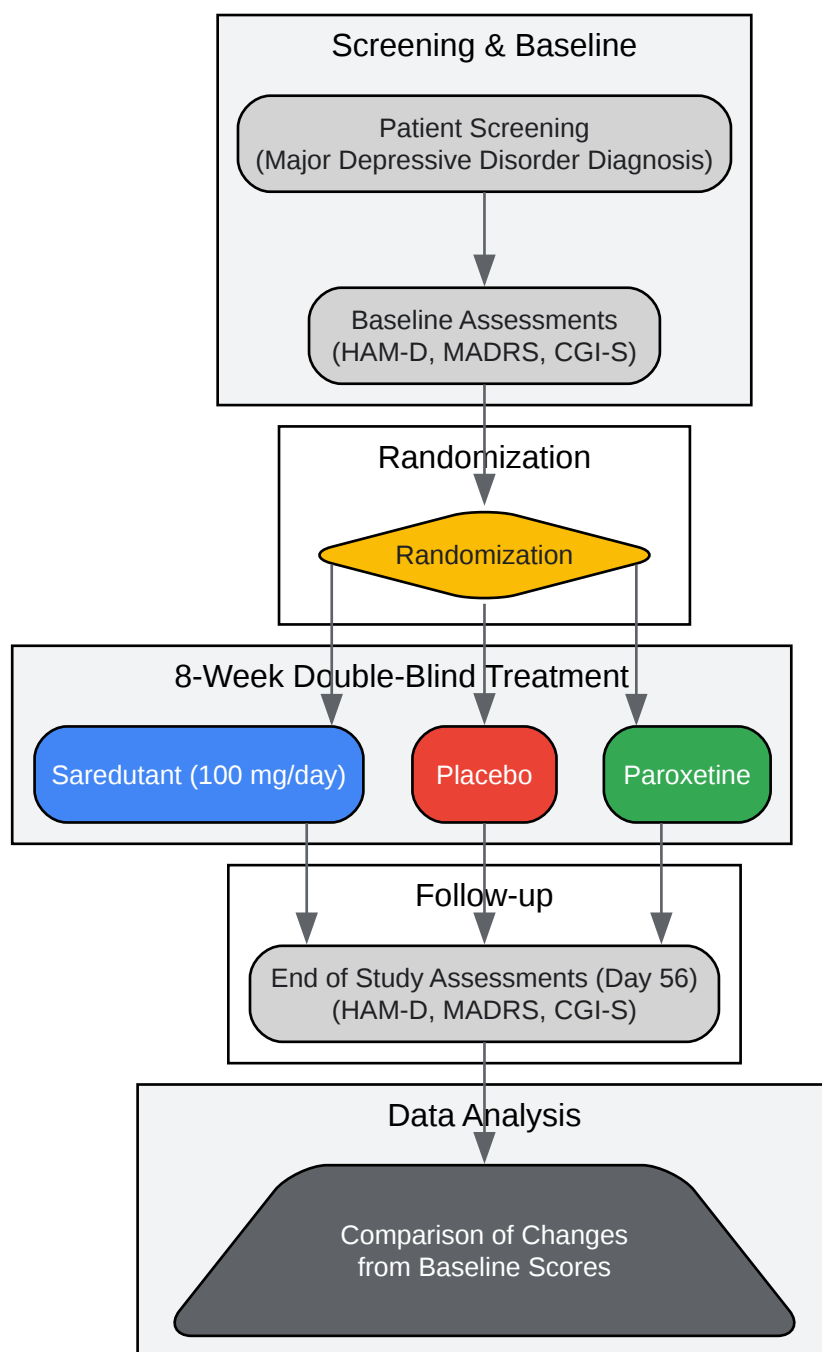 Screening & Baseline
Patient Screening
(Major Depressive Disorder Diagnosis)
Baseline Assessments
(HAM-D, MADRS, CGI-S)
Randomization
Randomization
8-Week Double-Blind Treatment
Saredutant (100 mg/day)
Placebo
Paroxetine
Follow-up
End of Study Assessments (Day 56)
(HAM-D, MADRS, CGI-S)
Data Analysis
Comparison of Changes
from Baseline Scores